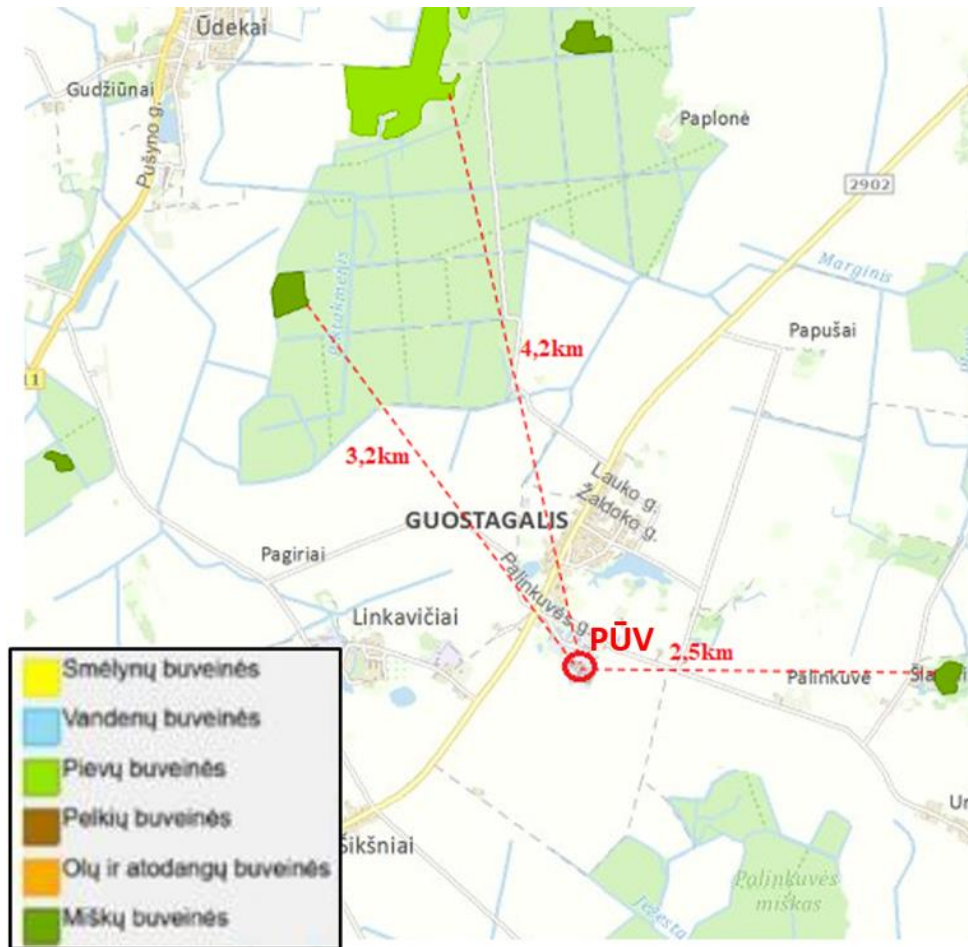 Ūdekai
Gudžiūnai
Pušyno g.
Paplonė
2902
Marginis
Papušai
11
4,2km
3,2km
Lauko g.
Žaldoko g.
GUOSTAGALIS
Pagiriai
Palinkuvės g.
Linkavičiai
PŪV
2,5km
Palinkuvė
Smėlynų buveinės
Vandenų buveinės
Pievų buveinės
Pelkių buveinės
Olų ir atodangų buveinės
Miškų buveinės
Šikšniai
Palinkuvės
miškas